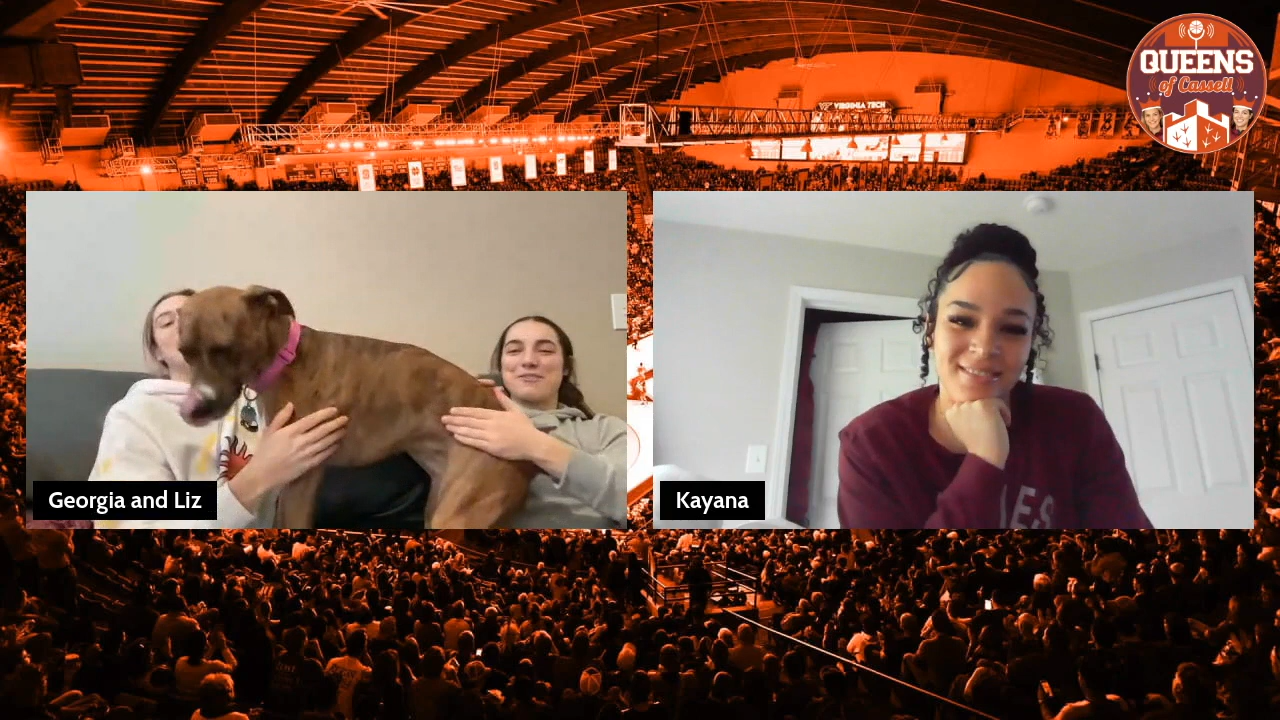 QUEENS
of Cassell
VIRGINIA TECH
Georgia and Liz
Kayana